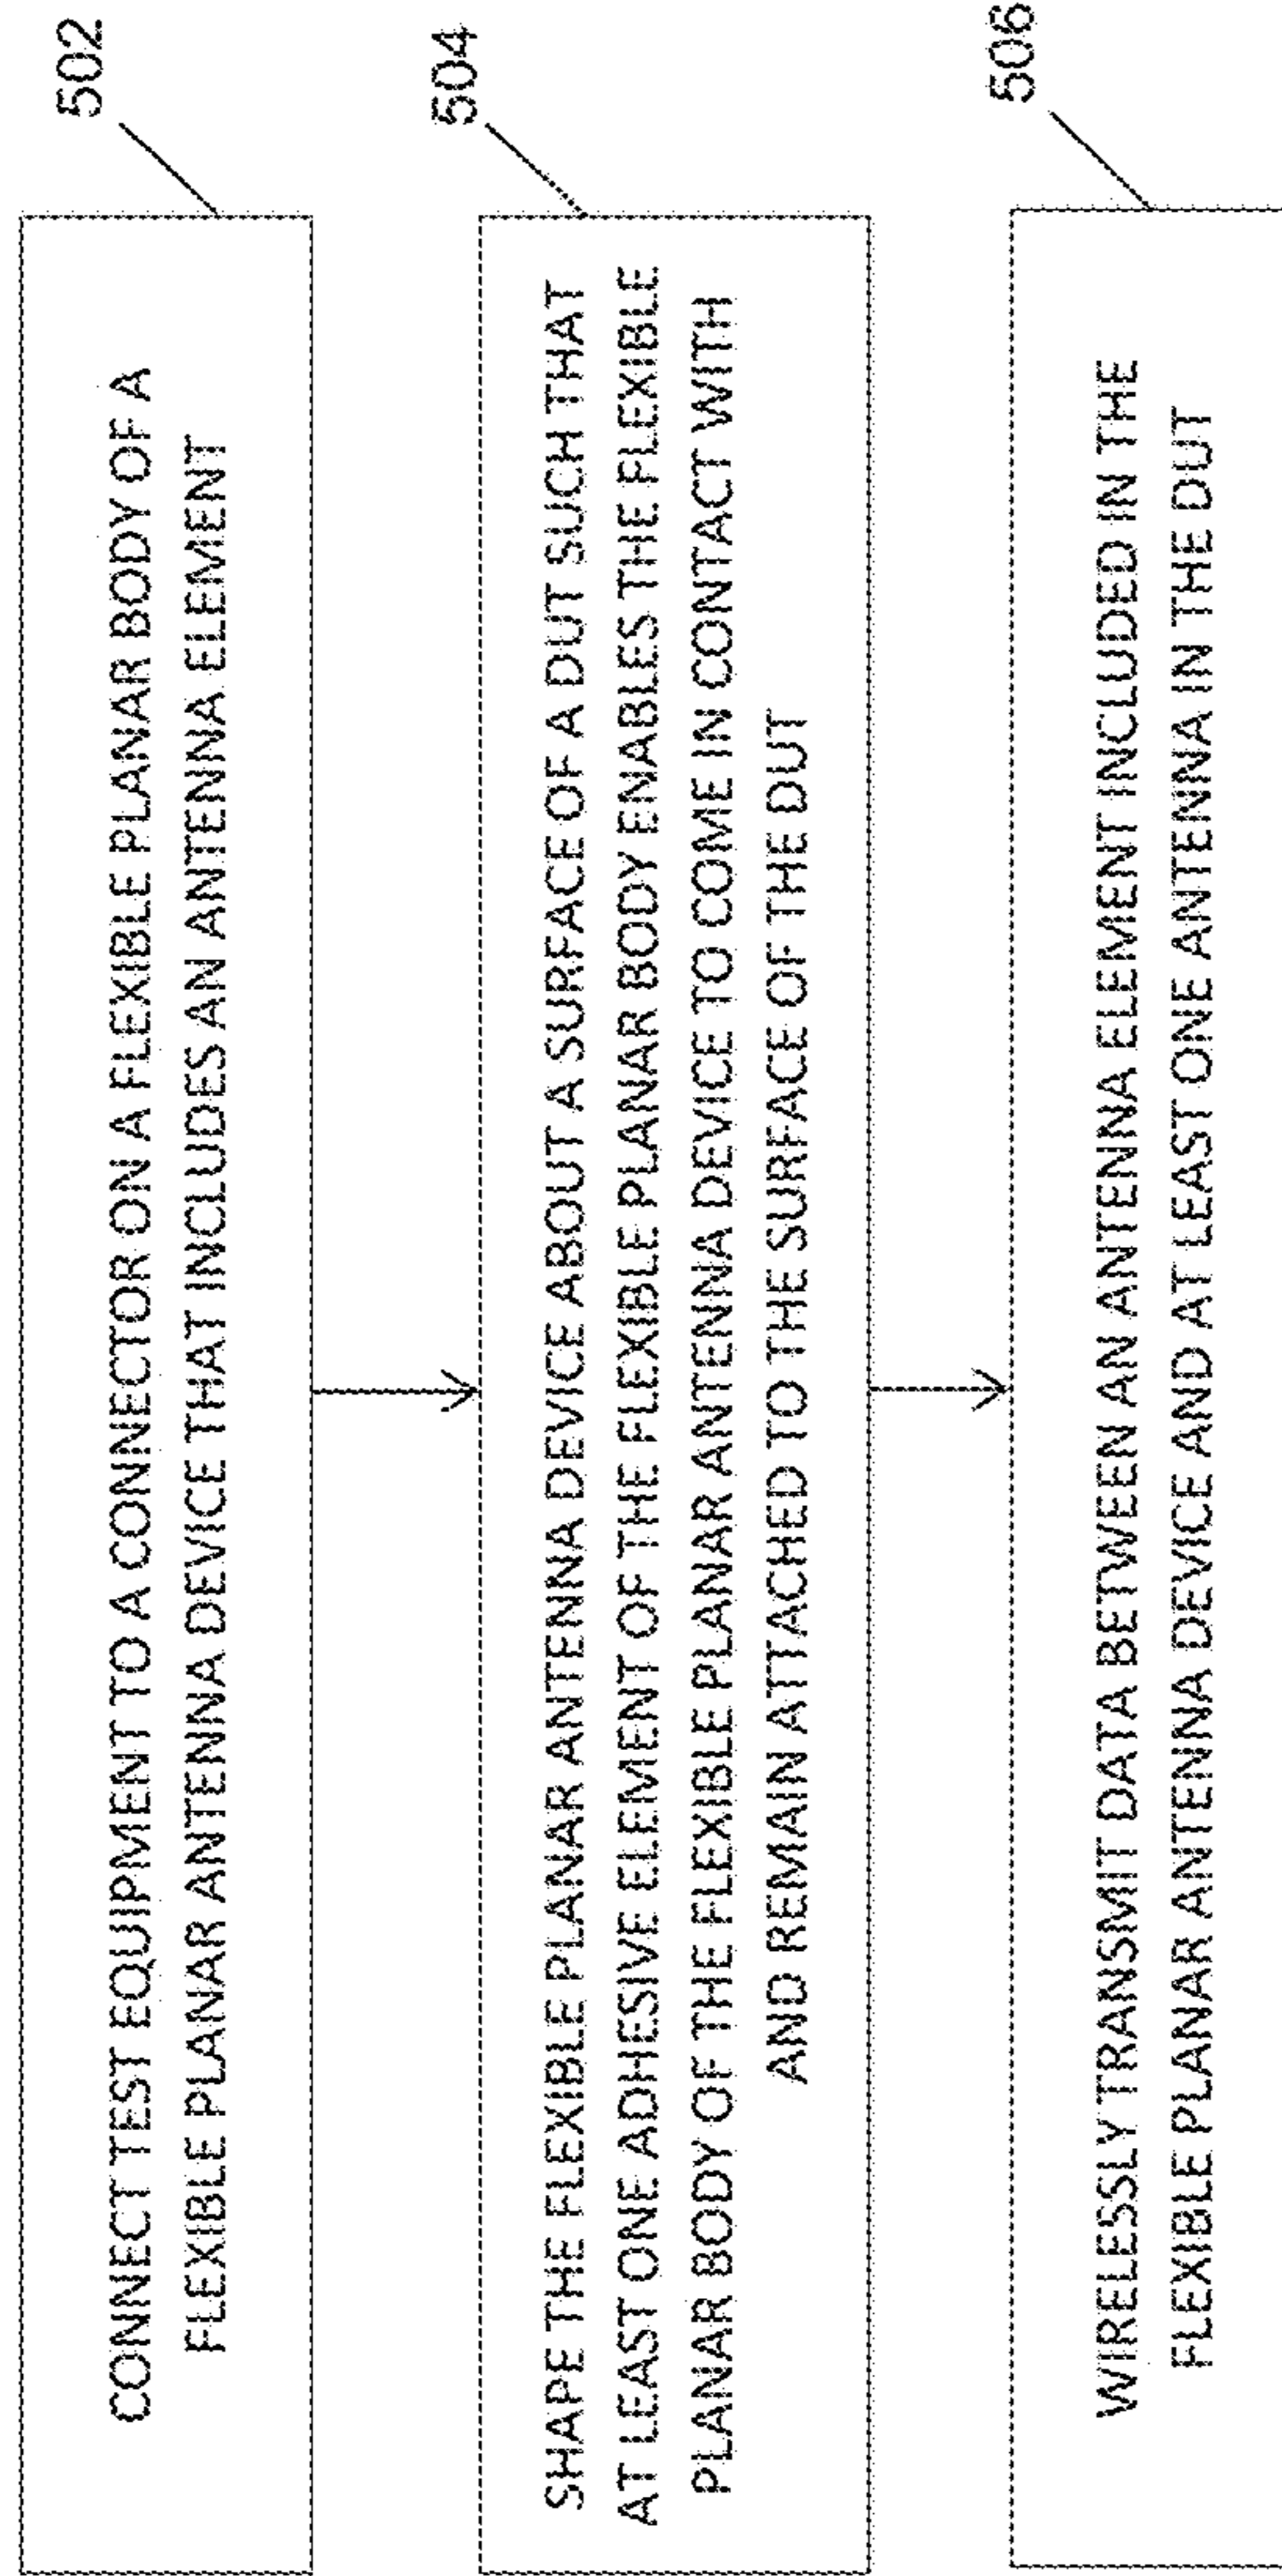 502
CONNECT TEST EQUIPMENT TO A CONNECTOR ON A FLEXIBLE PLANAR BODY OF A
FLEXIBLE PLANAR ANTENNA DEVICE THAT INCLUDES AN ANTENNA ELEMENT
504
SHAPE THE FLEXIBLE PLANAR ANTENNA DEVICE ABOUT A SURFACE OF A DUT SUCH THAT
AT LEAST ONE ADHESIVE ELEMENT OF THE FLEXIBLE PLANAR BODY ENABLES THE FLEXIBLE
PLANAR BODY OF THE FLEXIBLE PLANAR ANTENNA DEVICE TO COME IN CONTACT WITH
AND REMAIN ATTACHED TO THE SURFACE OF THE DUT
506
WIRELESSLY TRANSMIT DATA BETWEEN AN ANTENNA ELEMENT INCLUDED IN THE
FLEXIBLE PLANAR ANTENNA DEVICE AND AT LEAST ONE ANTENNA IN THE DUT